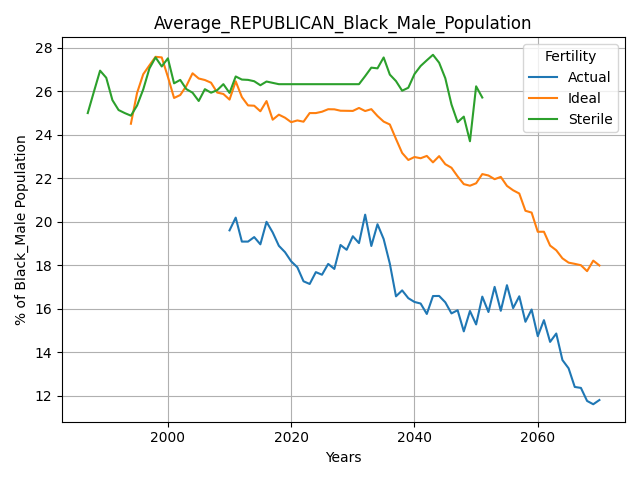 Average_REPUBLICAN_Black_Male_Population
Fertility
Actual
Ideal
Sterile
% of Black_Male Population
28
26
24
22
20
18
16
14
12
2000
2020
2040
2060
Years